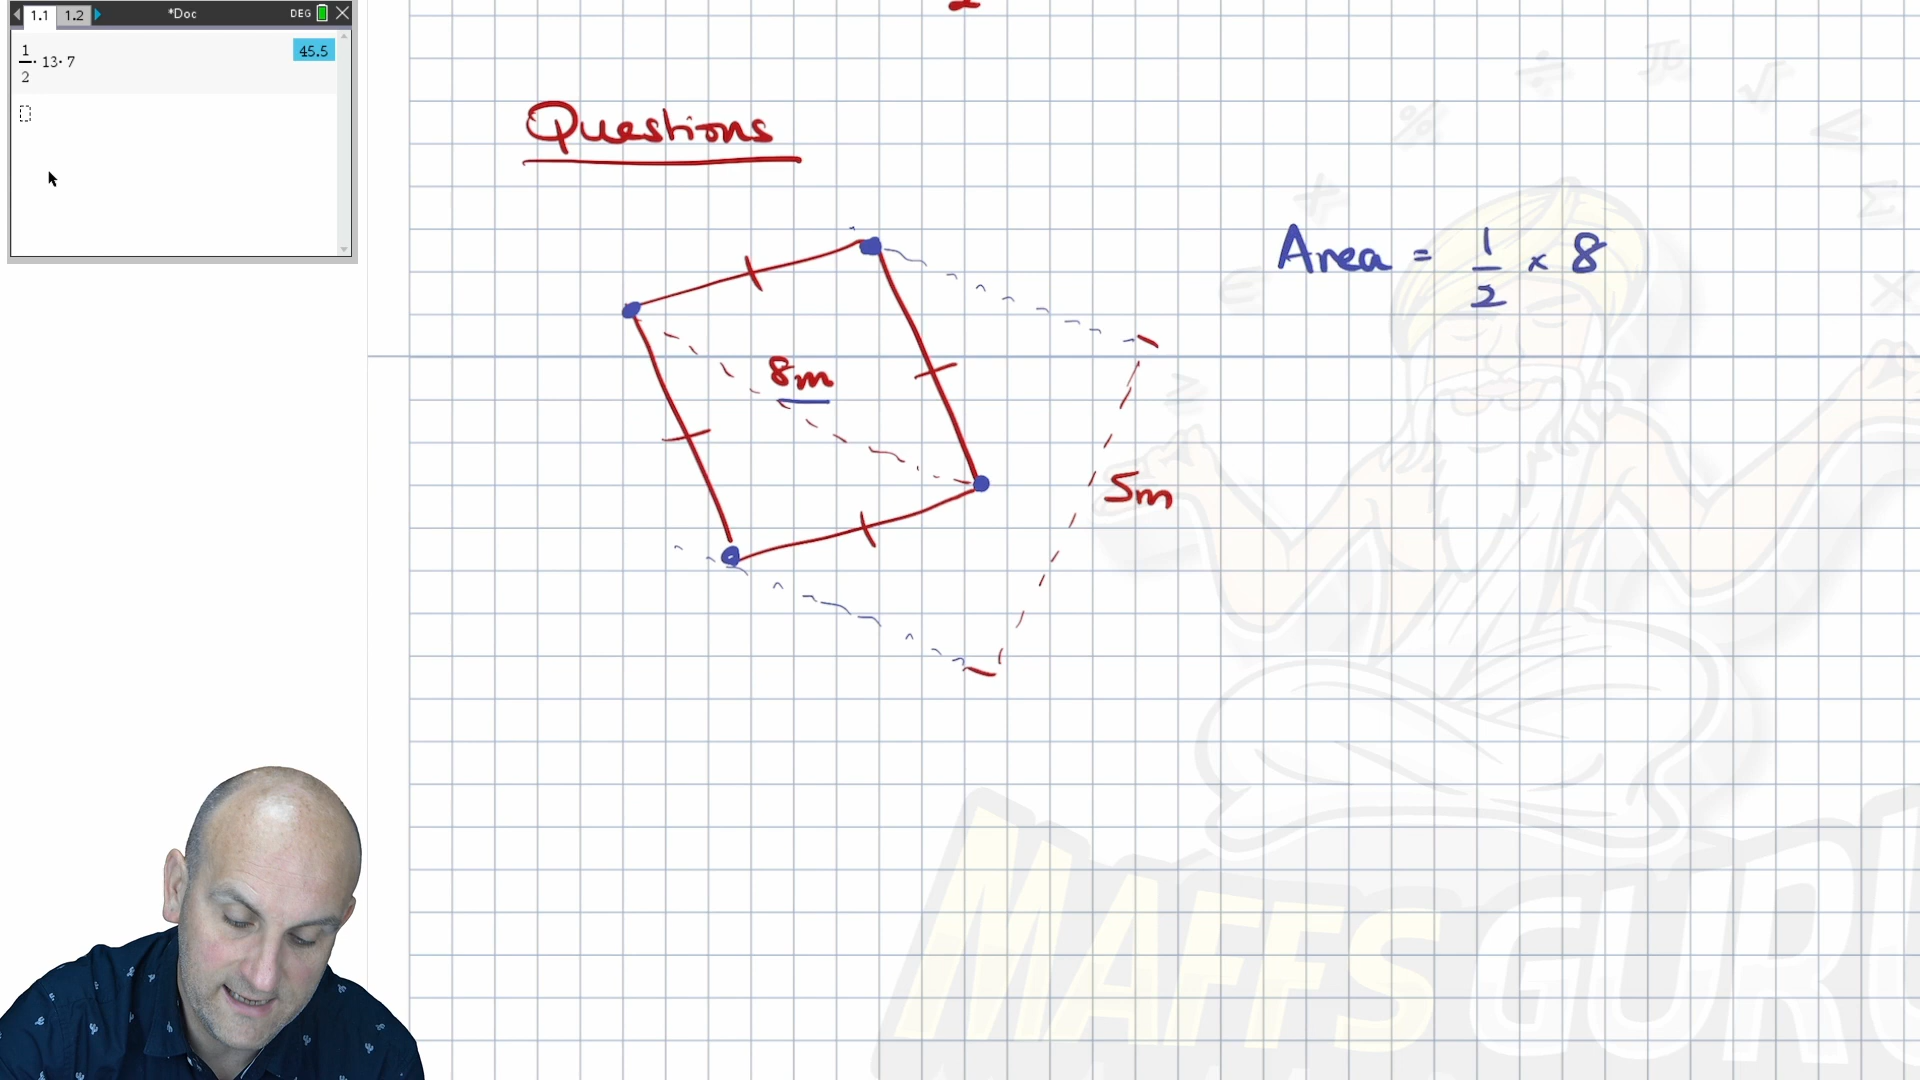 1.1 1.2 *Doc DEG
1/2 · 13 · 7 45.5
Questions
Area = 1/2 × 8
8m
5m
MAFFS GURU